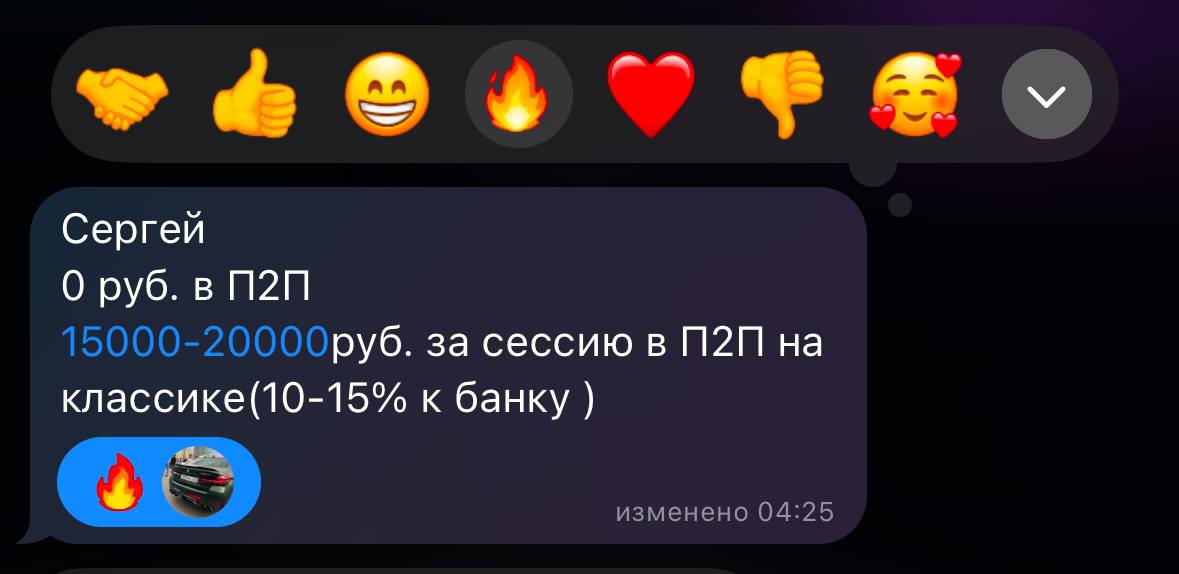 Сергей
0 руб. в П2П
15000-20000руб. за сессию в П2П на
классике(10-15% к банку )
изменено 04:25